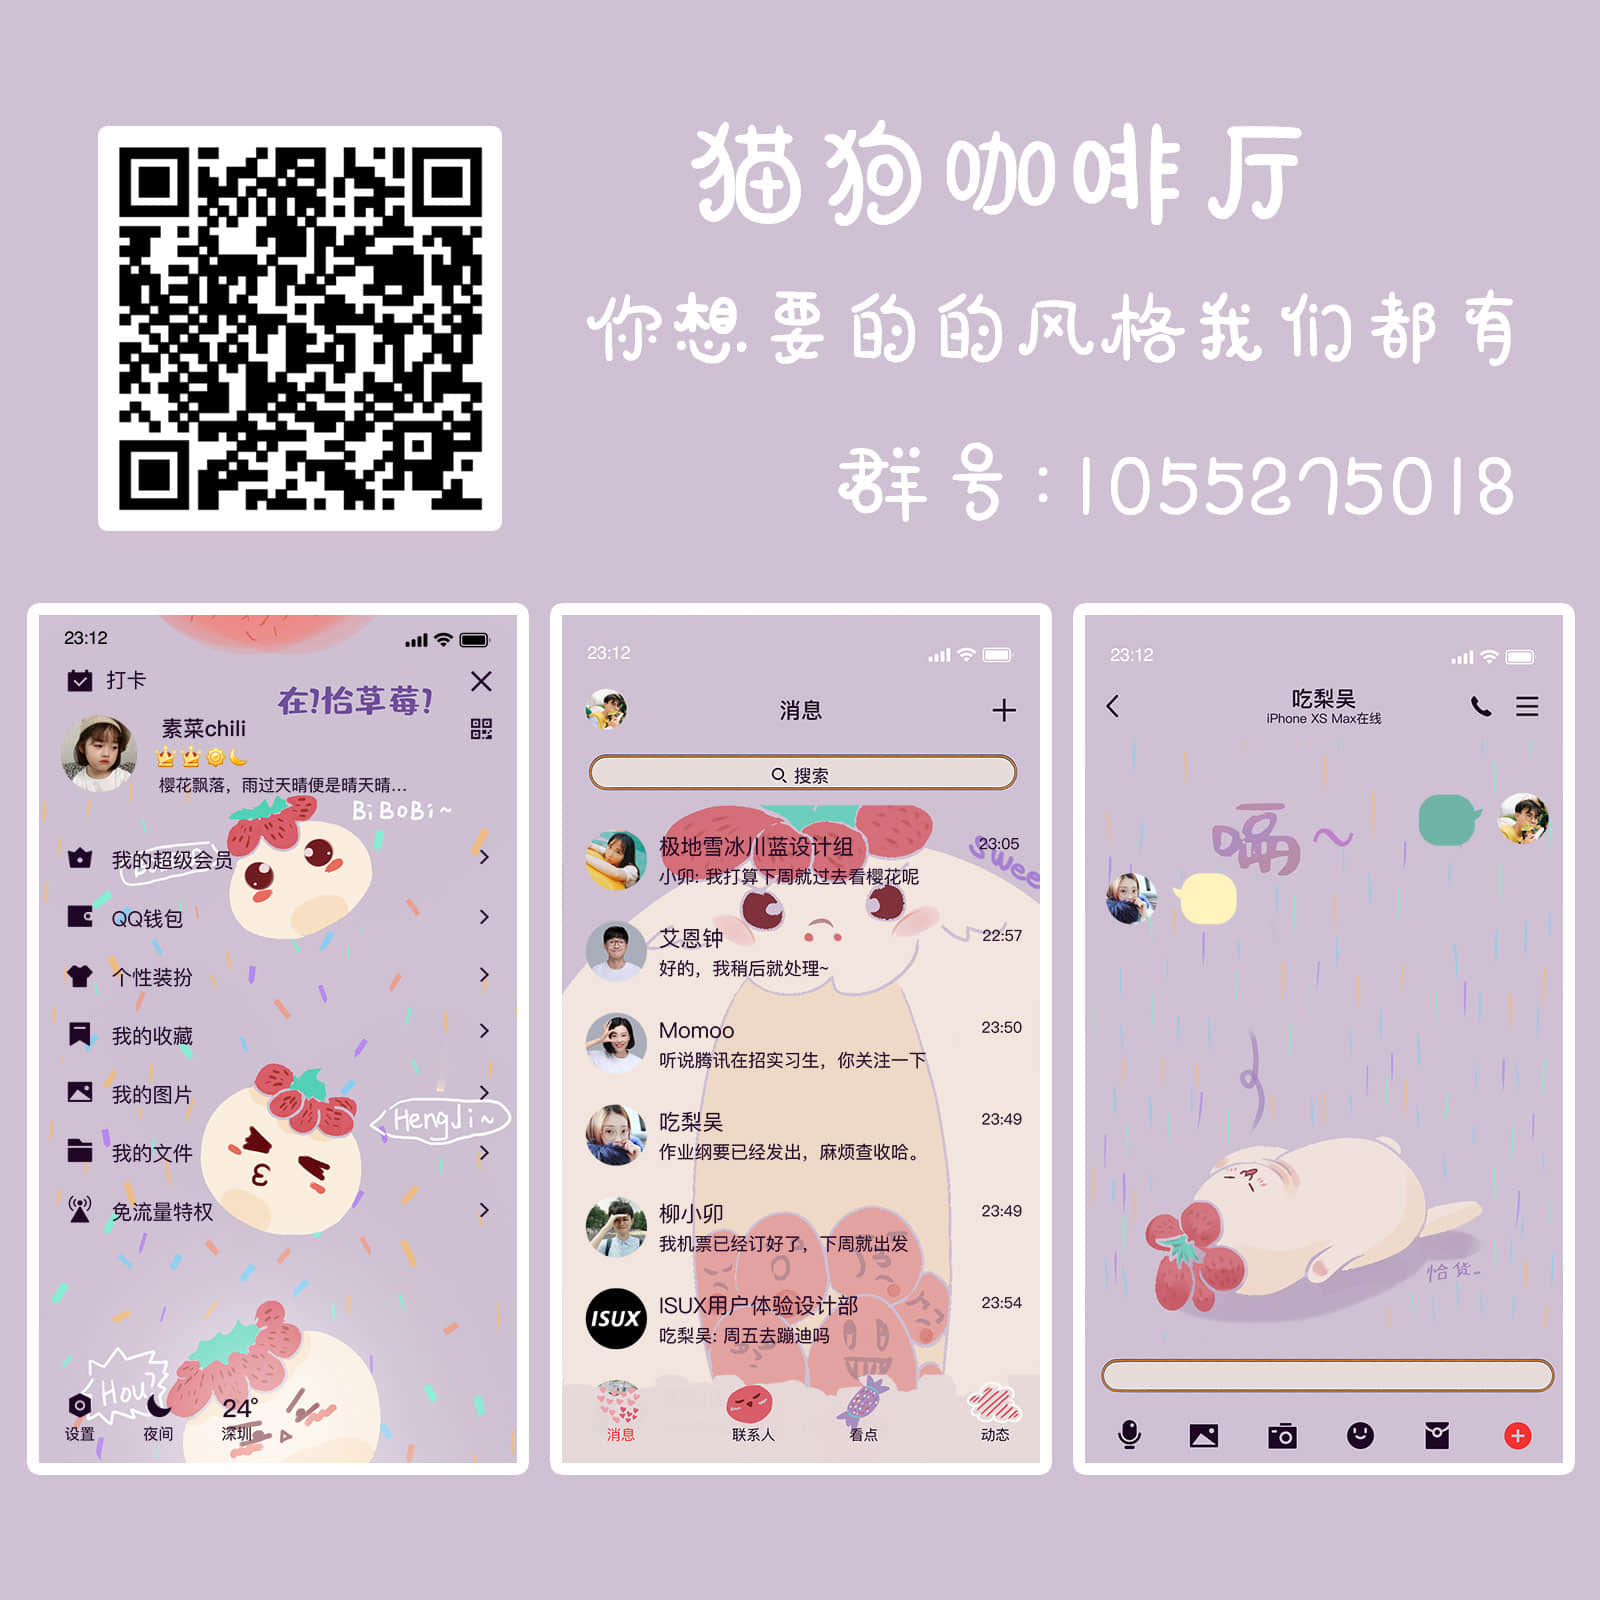 猫狗咖啡厅
你想要的的风格我们都有
群号:1055275018
23:12
打卡
在!怡草莓!
素菜chili
樱花飘落，雨过天晴便是晴天晴...
BiBoBi~
我的超级会员
QQ钱包
个性装扮
我的收藏
我的图片
HengJi~
我的文件
免流量特权
Hou?
24°
设置
夜间
深圳
23:12
消息
搜索
极地雪冰川蓝设计组
23:05
swee
小卯: 我打算下周就过去看樱花呢
艾恩钟
22:57
好的，我稍后就处理~
Momoo
23:50
听说腾讯在招实习生，你关注一下
吃梨吴
23:49
作业纲要已经发出，麻烦查收哈。
柳小卯
23:49
我机票已经订好了，下周就出发
ISUX
ISUX用户体验设计部
23:54
吃梨吴: 周五去蹦迪吗
消息
联系人
看点
动态
23:12
吃梨吴
iPhone XS Max在线
嗝~
恰货..